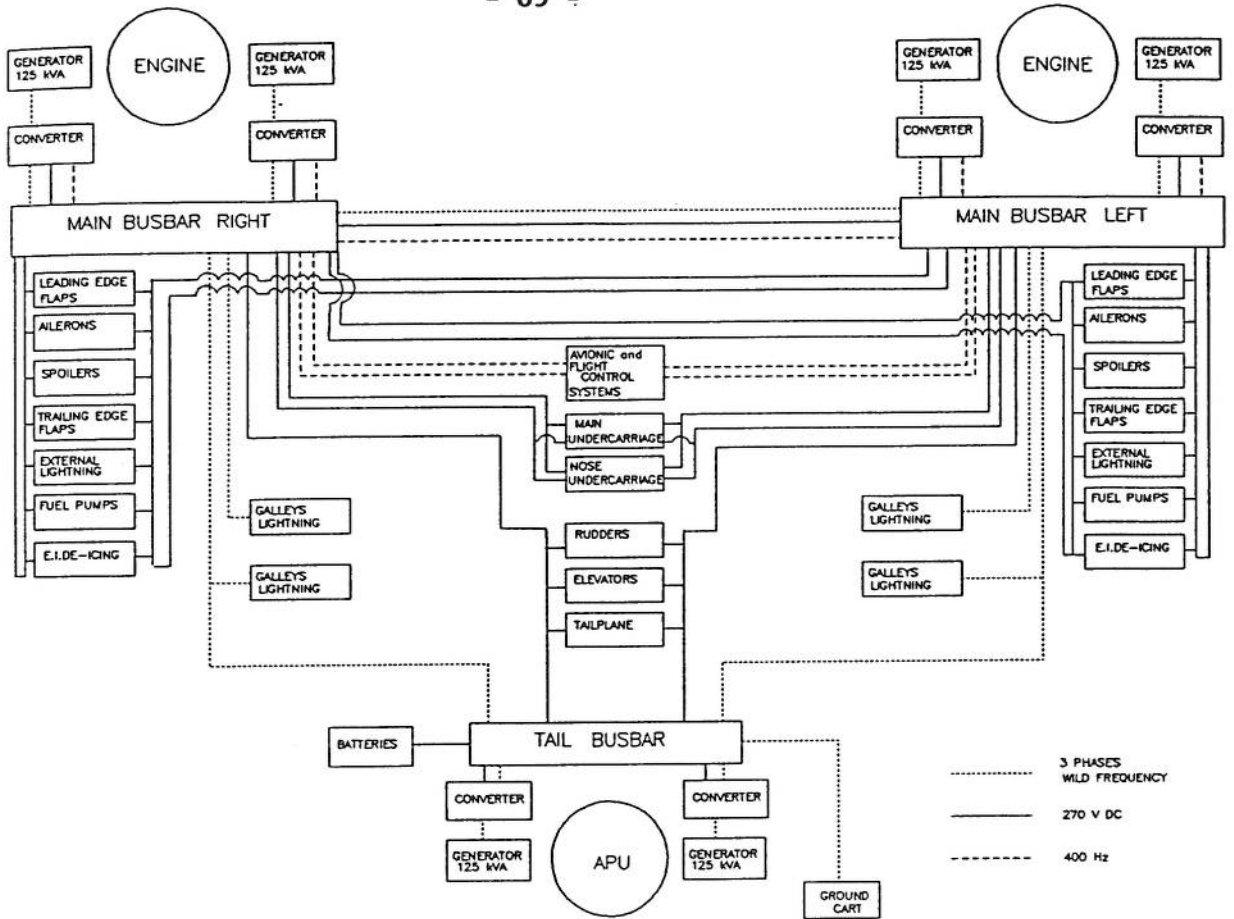 - 69 -
GENERATOR
125 kVA
ENGINE
GENERATOR
125 kVA
GENERATOR
125 kVA
ENGINE
GENERATOR
125 kVA
CONVERTER
CONVERTER
CONVERTER
CONVERTER
MAIN BUSBAR RIGHT
MAIN BUSBAR LEFT
LEADING EDGE
FLAPS
AILERONS
SPOILERS
TRAILING EDGE
FLAPS
EXTERNAL
LIGHTNING
FUEL PUMPS
E.I.DE-ICING
GALLEYS
LIGHTNING
GALLEYS
LIGHTNING
AVIONIC and
FLIGHT
CONTROL
SYSTEMS
MAIN
UNDERCARRIAGE
NOSE
UNDERCARRIAGE
RUDDERS
ELEVATORS
TAILPLANE
GALLEYS
LIGHTNING
GALLEYS
LIGHTNING
LEADING EDGE
FLAPS
AILERONS
SPOILERS
TRAILING EDGE
FLAPS
EXTERNAL
LIGHTNING
FUEL PUMPS
E.I.DE-ICING
BATTERIES
TAIL BUSBAR
CONVERTER
CONVERTER
GENERATOR
125 kVA
APU
GENERATOR
125 kVA
GROUND
CART
3 PHASES
WILD FREQUENCY
270 V DC
400 Hz